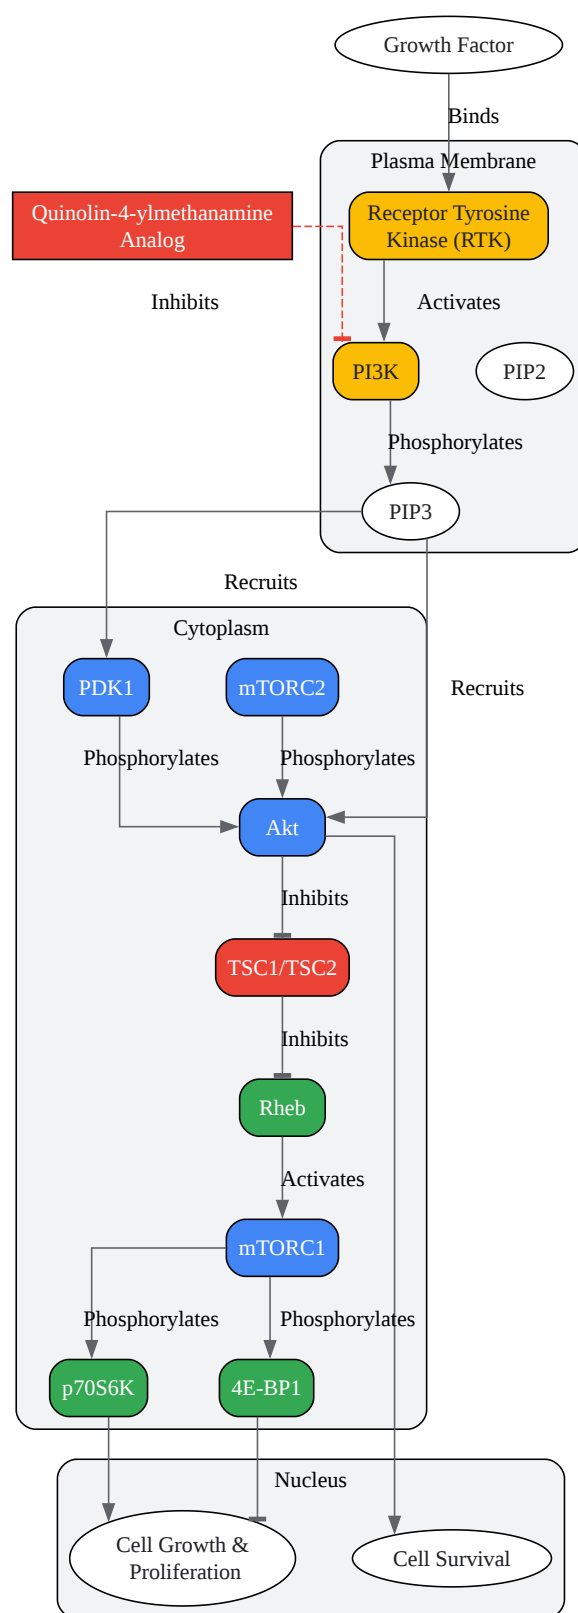 Growth Factor
Binds
Plasma Membrane
Quinolin-4-ylmethanamine
Analog
Receptor Tyrosine
Kinase (RTK)
Inhibits
Activates
PI3K
PIP2
Phosphorylates
PIP3
Recruits
Cytoplasm
PDK1
mTORC2
Recruits
Phosphorylates
Phosphorylates
Akt
Inhibits
TSC1/TSC2
Inhibits
Rheb
Activates
mTORC1
Phosphorylates
Phosphorylates
p70S6K
4E-BP1
Nucleus
Cell Growth &
Proliferation
Cell Survival